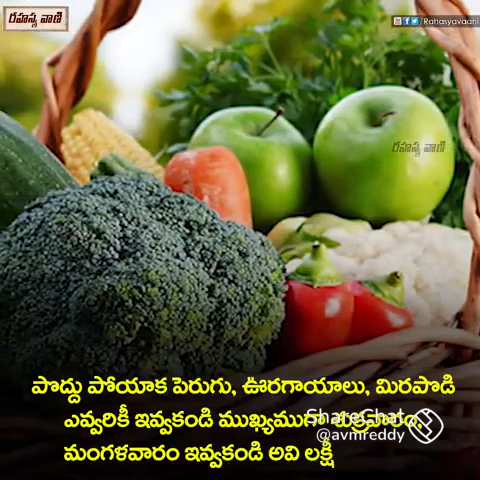 రహస్య వాణి
/Rahasyavaani
రహస్య వాణి
పొద్దు పోయాక పెరుగు, ఊరగాయాలు, మిరపొడి
ఎవ్వరికీ ఇవ్వకండి ముఖ్యముగా
ShareChat
@avmreddy
మంగళవారం ఇవ్వకండి అవి లక్ష్మీ